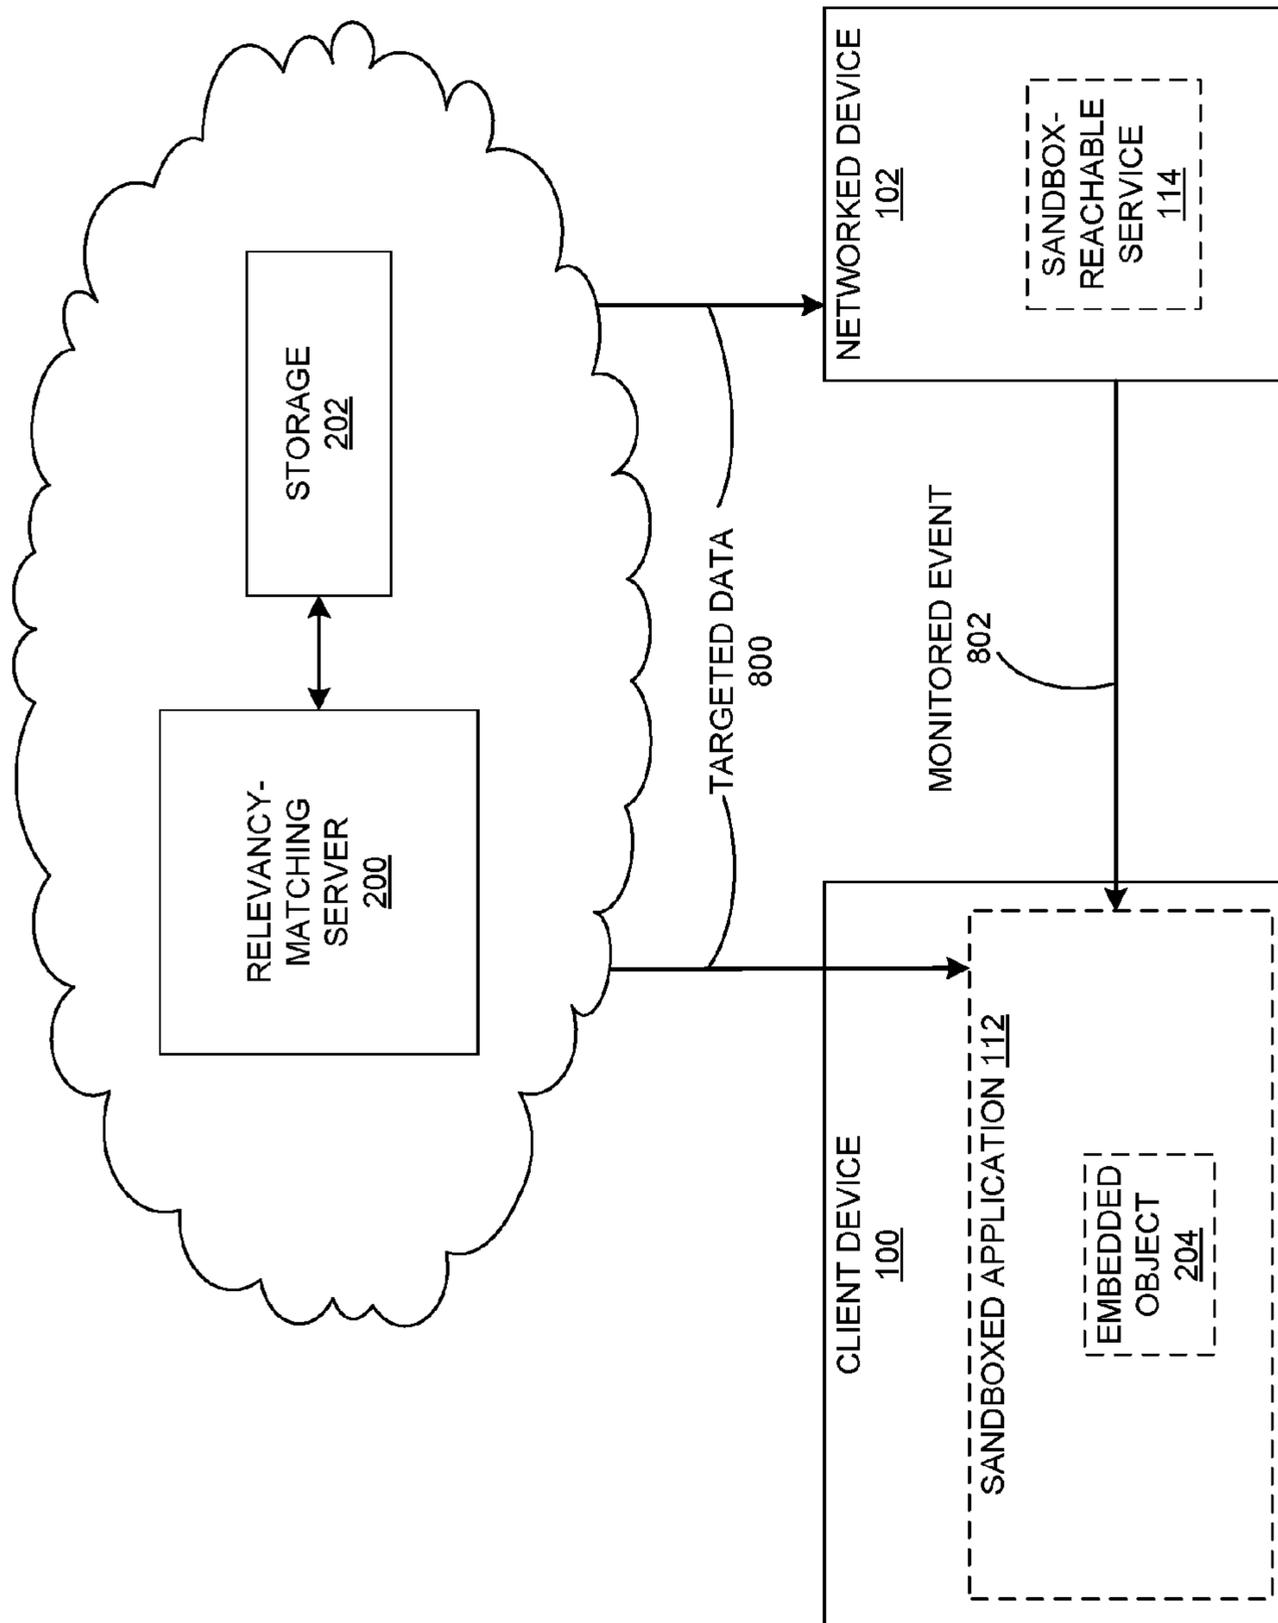 RELEVANCY-
MATCHING
SERVER
200
STORAGE
202
TARGETED DATA
800
CLIENT DEVICE
100
SANDBOXED APPLICATION 112
EMBEDDED
OBJECT
204
MONITORED EVENT
802
NETWORKED DEVICE
102
SANDBOX-
REACHABLE
SERVICE
114